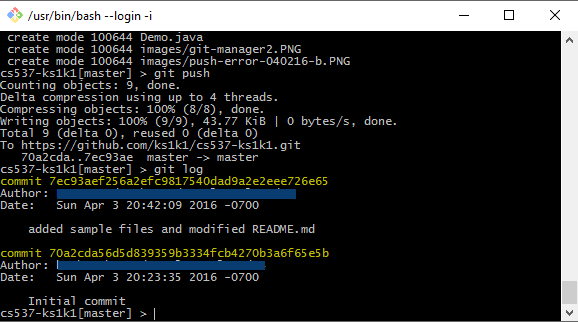 /usr/bin/bash --login -i
create mode 100644 Demo.java
create mode 100644 images/git-manager2.PNG
create mode 100644 images/push-error-040216-b.PNG
cs537-ks1k1[master] > git push
Counting objects: 9, done.
Delta compression using up to 4 threads.
Compressing objects: 100% (8/8), done.
Writing objects: 100% (9/9), 43.77 KiB | 0 bytes/s, done.
Total 9 (delta 0), reused 0 (delta 0)
To https://github.com/ks1k1/cs537-ks1k1.git
70a2cda..7ec93ae  master -> master
cs537-ks1k1[master] > git log
commit 7ec93aef256a2efc9817540dad9a2e2eee726e65
Author:
Date:   Sun Apr 3 20:42:09 2016 -0700
added sample files and modified README.md
commit 70a2cda56d5d839359b3334fcb4270b3a6f65e5b
Author:
Date:   Sun Apr 3 20:23:35 2016 -0700
Initial commit
cs537-ks1k1[master] >